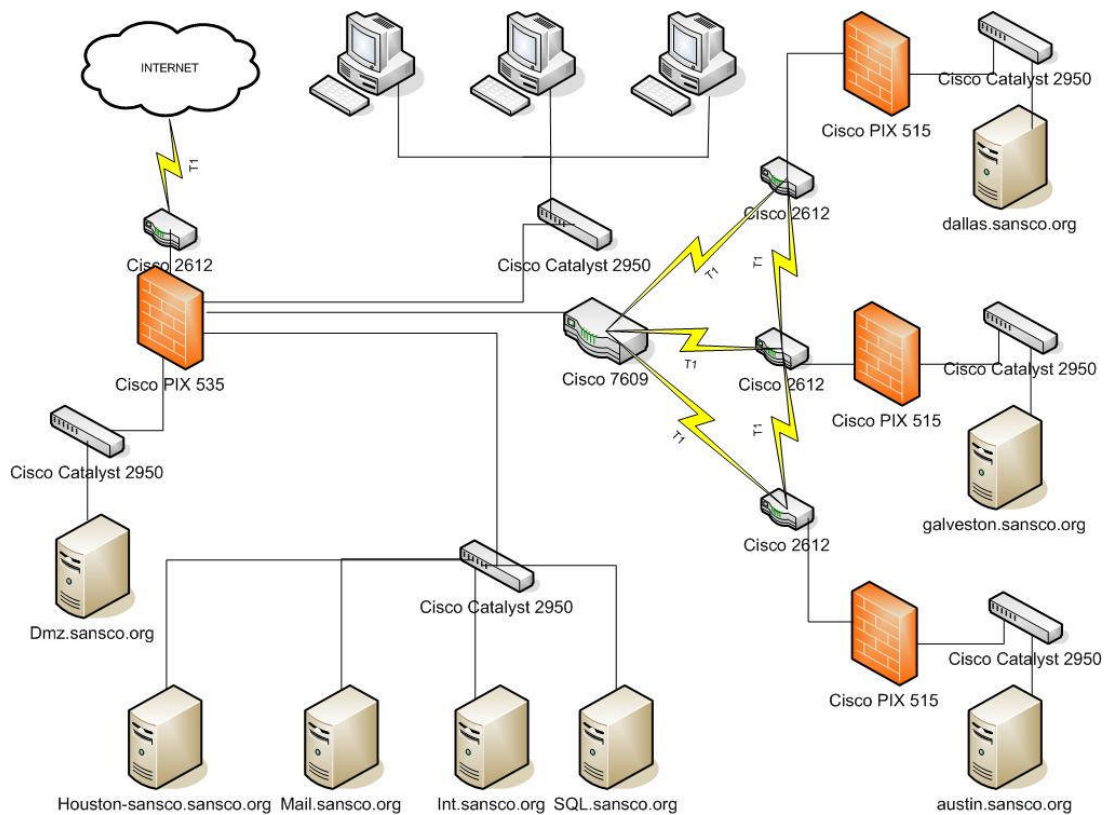 INTERNET
T1
Cisco 2612
Cisco PIX 535
Cisco Catalyst 2950
Dmz.sansco.org
Cisco Catalyst 2950
Cisco 7609
Cisco Catalyst 2950
Houston-sansco.sansco.org
Mail.sansco.org
Int.sansco.org
SQL.sansco.org
T1
T1
T1
T1
T1
Cisco 2612
Cisco PIX 515
Cisco Catalyst 2950
dallas.sansco.org
Cisco 2612
Cisco PIX 515
Cisco Catalyst 2950
galveston.sansco.org
Cisco 2612
Cisco PIX 515
Cisco Catalyst 2950
austin.sansco.org